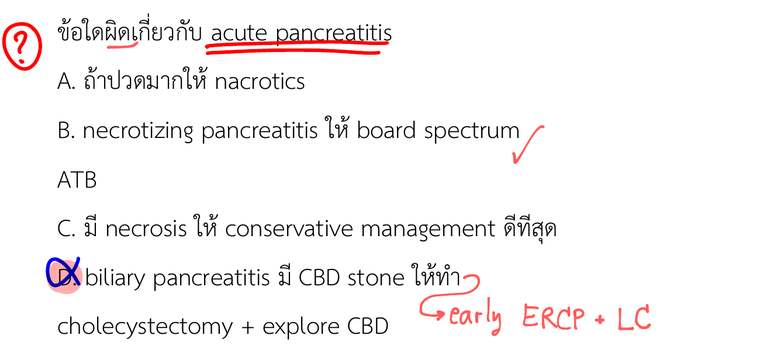 ?
ข้อใดผิดเกี่ยวกับ acute pancreatitis
A. ถ้าปวดมากให้ nacrotics
B. necrotizing pancreatitis ให้ board spectrum
ATB
C. มี necrosis ให้ conservative management ดีที่สุด
D. biliary pancreatitis มี CBD stone ให้ทำ
cholecystectomy + explore CBD
early ERCP + LC